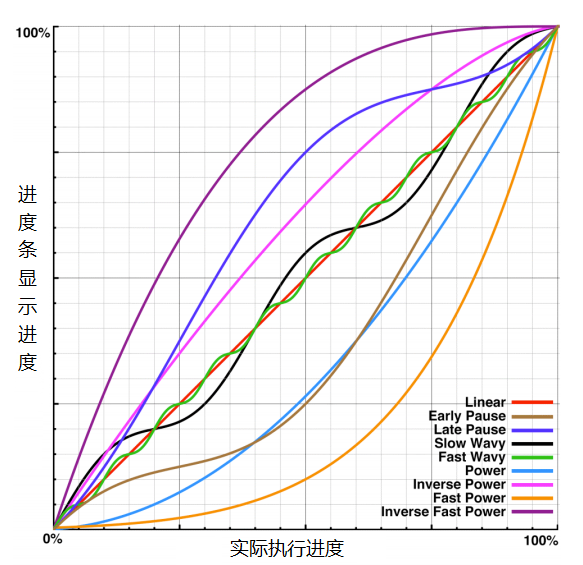 100%
进度条显示进度
Linear
Early Pause
Late Pause
Slow Wavy
Fast Wavy
Power
Inverse Power
Fast Power
Inverse Fast Power
0%
实际执行进度
100%